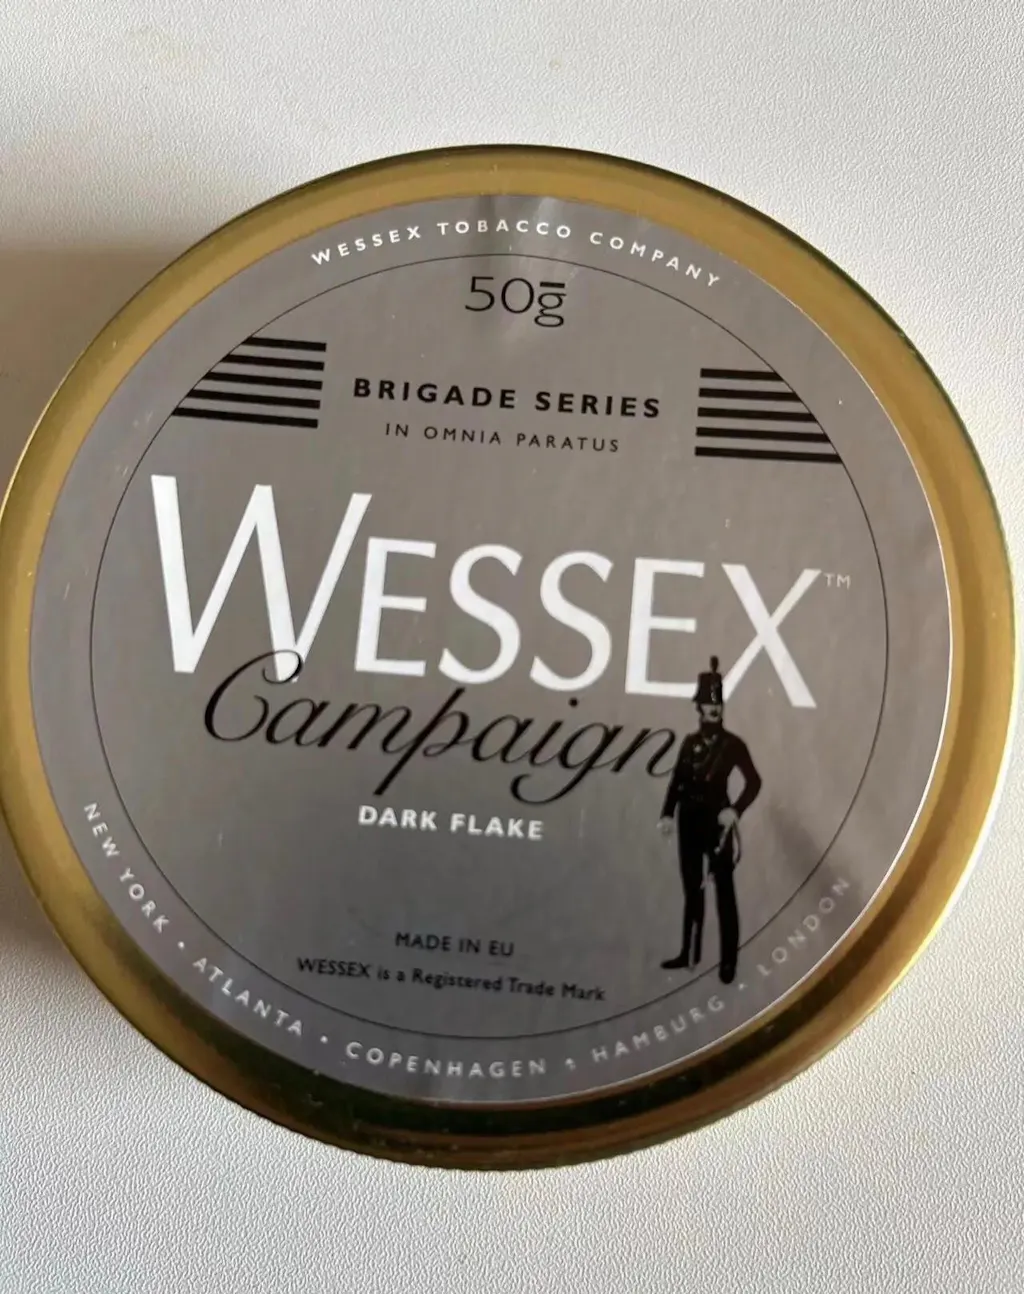 WESSEX TOBACCO COMPANY
50g
BRIGADE SERIES
IN OMNIA PARATUS
WESSEX™
Campaign
DARK FLAKE
MADE IN EU
WESSEX is a Registered Trade Mark
NEW YORK • ATLANTA • COPENHAGEN • HAMBURG • LONDON